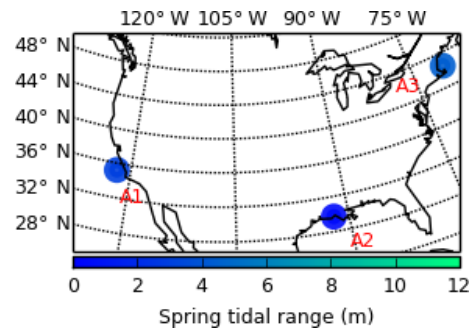 120° W 105° W 90° W 75° W
48° N
44° N
A3
40° N
36° N
A1
32° N
28° N
A2
0 2 4 6 8 10 12
Spring tidal range (m)